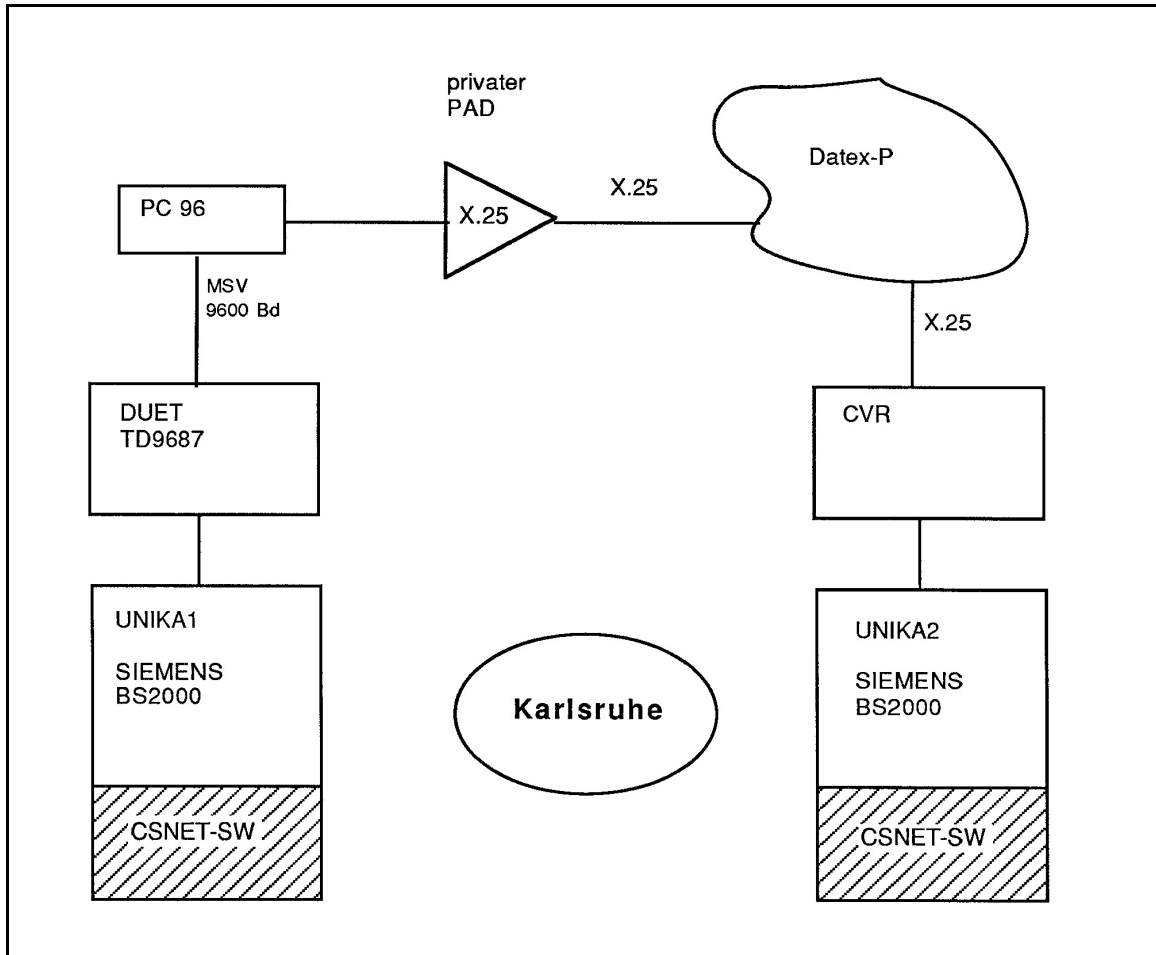 privater
PAD
Datex-P
X.25
PC 96
X.25
MSV
9600 Bd
X.25
DUET
TD9687
CVR
UNIKA1
SIEMENS
BS2000
UNIKA2
SIEMENS
BS2000
Karlsruhe
CSNET-SW
CSNET-SW